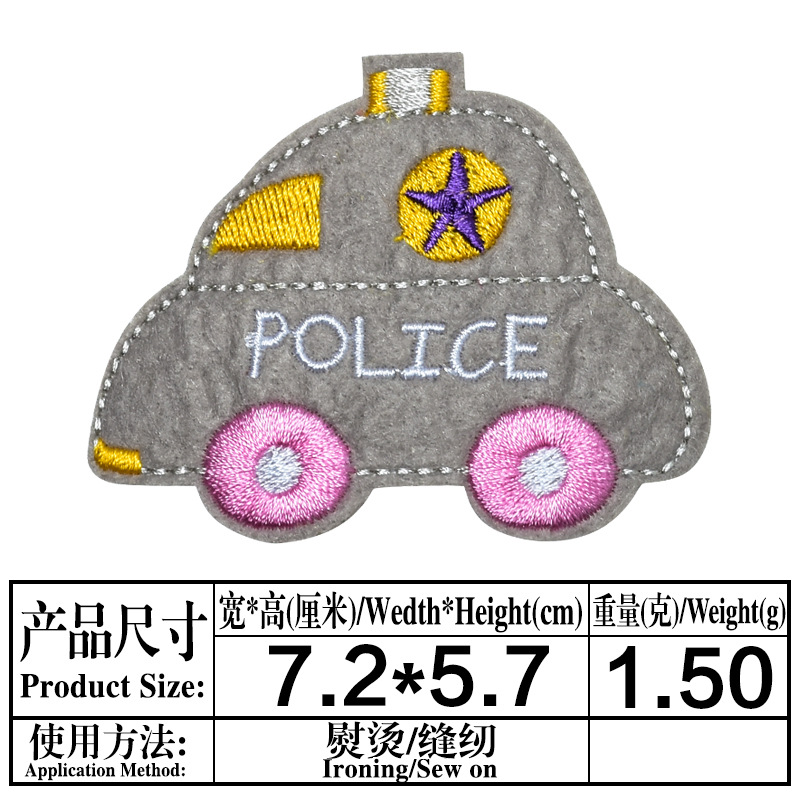 POLICE
产品尺寸
Product Size:
宽*高(厘米)/Wedth*Height(cm)
重量(克)/Weight(g)
7.2*5.7
1.50
使用方法:
Application Method:
熨烫/缝纫
Ironing/Sew on